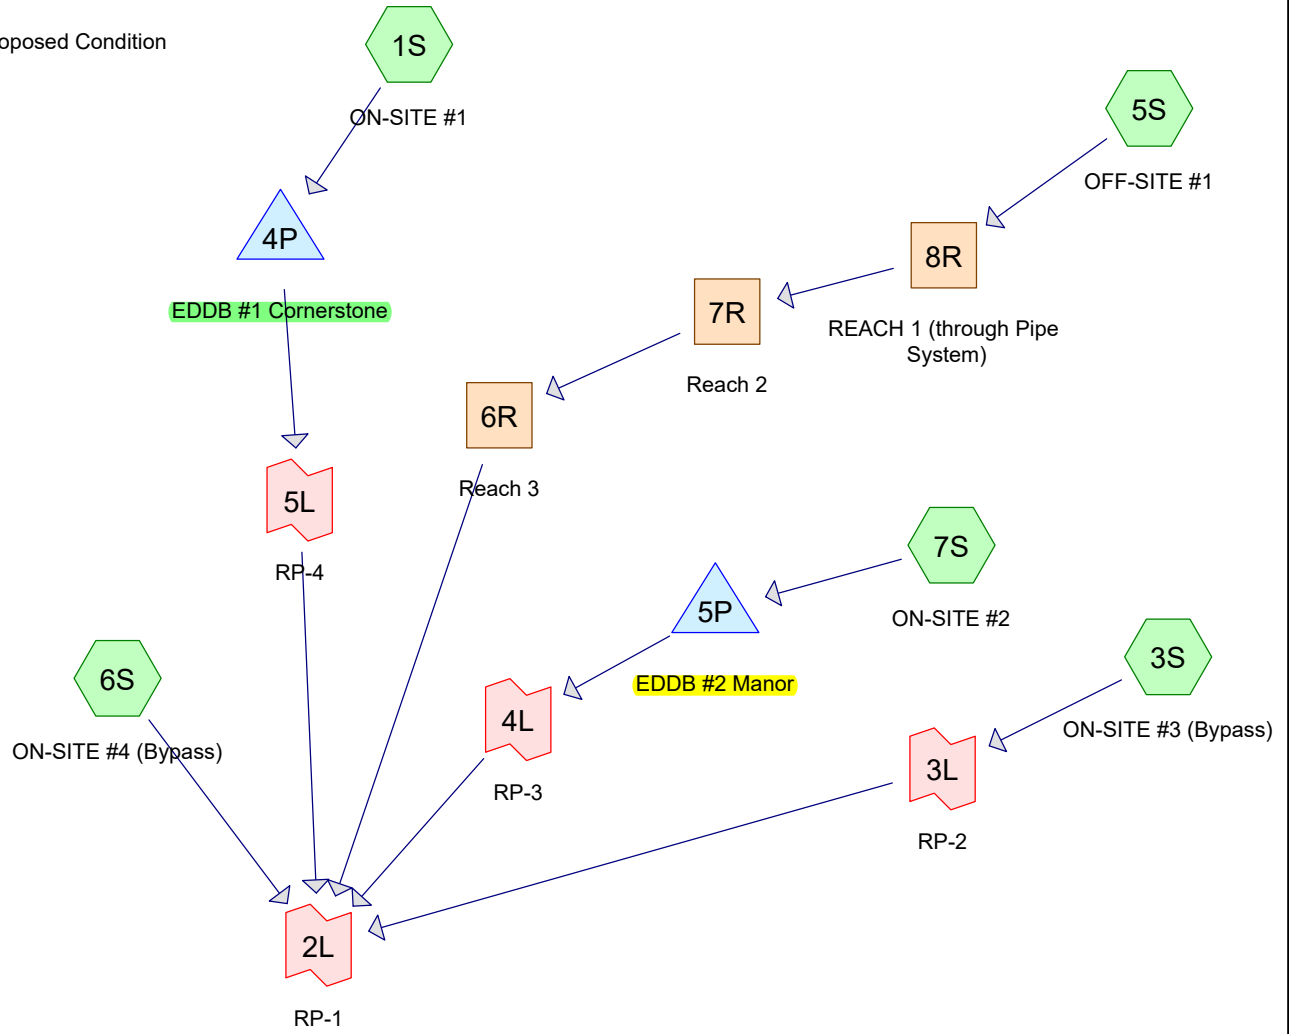 oposed Condition
1S
ON-SITE #1
5S
OFF-SITE #1
4P
EDDB #1 Cornerstone
8R
REACH 1 (through Pipe
System)
7R
Reach 2
6R
Reach 3
5L
RP-4
7S
ON-SITE #2
5P
EDDB #2 Manor
3S
ON-SITE #3 (Bypass)
6S
ON-SITE #4 (Bypass)
4L
RP-3
3L
RP-2
2L
RP-1